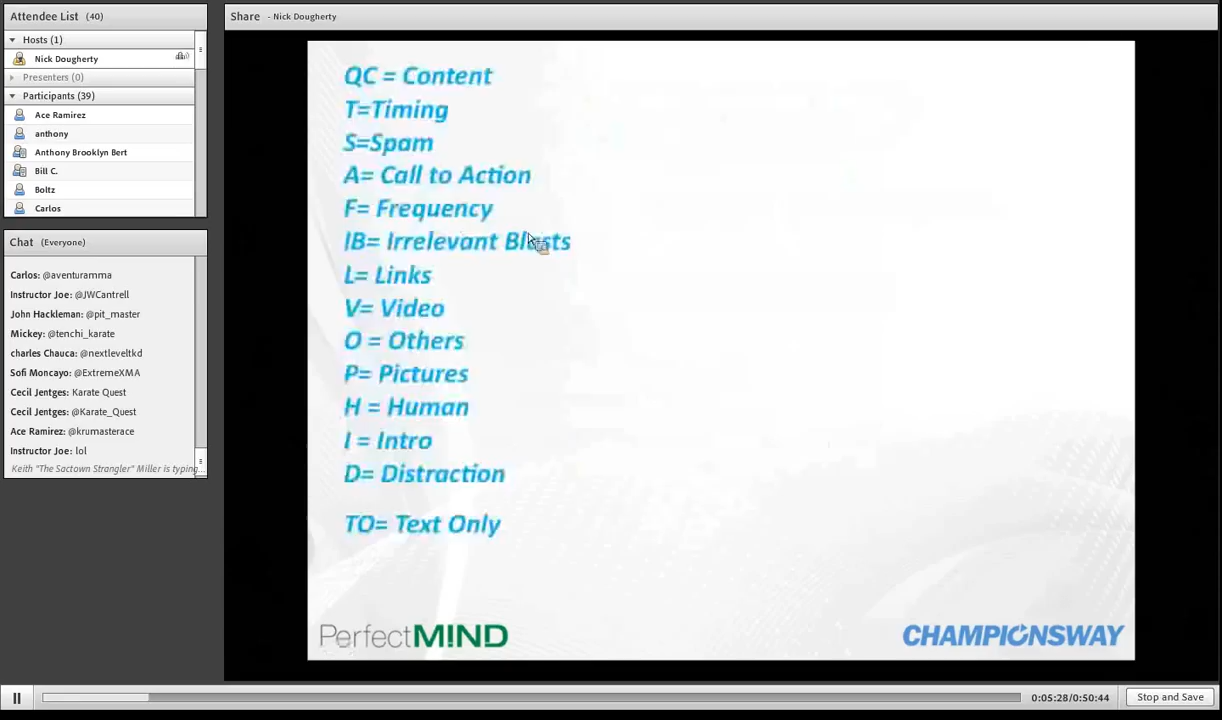 Attendee List (40)
Hosts (1)
Nick Dougherty
Presenters (0)
Participants (39)
Ace Ramirez
anthony
Anthony Brooklyn Bert
Bill C.
Boltz
Carlos
Chat (Everyone)
Carlos: @aventuramma
Instructor Joe: @JWCantrell
John Hackleman: @pit_master
Mickey: @tenchi_karate
charles Chauca: @nextleveltkd
Sofi Moncayo: @ExtremeXMA
Cecil Jentges: Karate Quest
Cecil Jentges: @Karate_Quest
Ace Ramirez: @krumasterace
Instructor Joe: lol
Keith "The Sactown Strangler" Miller is typing...
Share - Nick Dougherty
QC = Content
T=Timing
S=Spam
A= Call to Action
F= Frequency
IB= Irrelevant Blasts
L= Links
V= Video
O = Others
P= Pictures
H = Human
I = Intro
D= Distraction
TO= Text Only
PerfectM!ND
CHAMPIONSWAY
0:05:28/0:50:44
Stop and Save